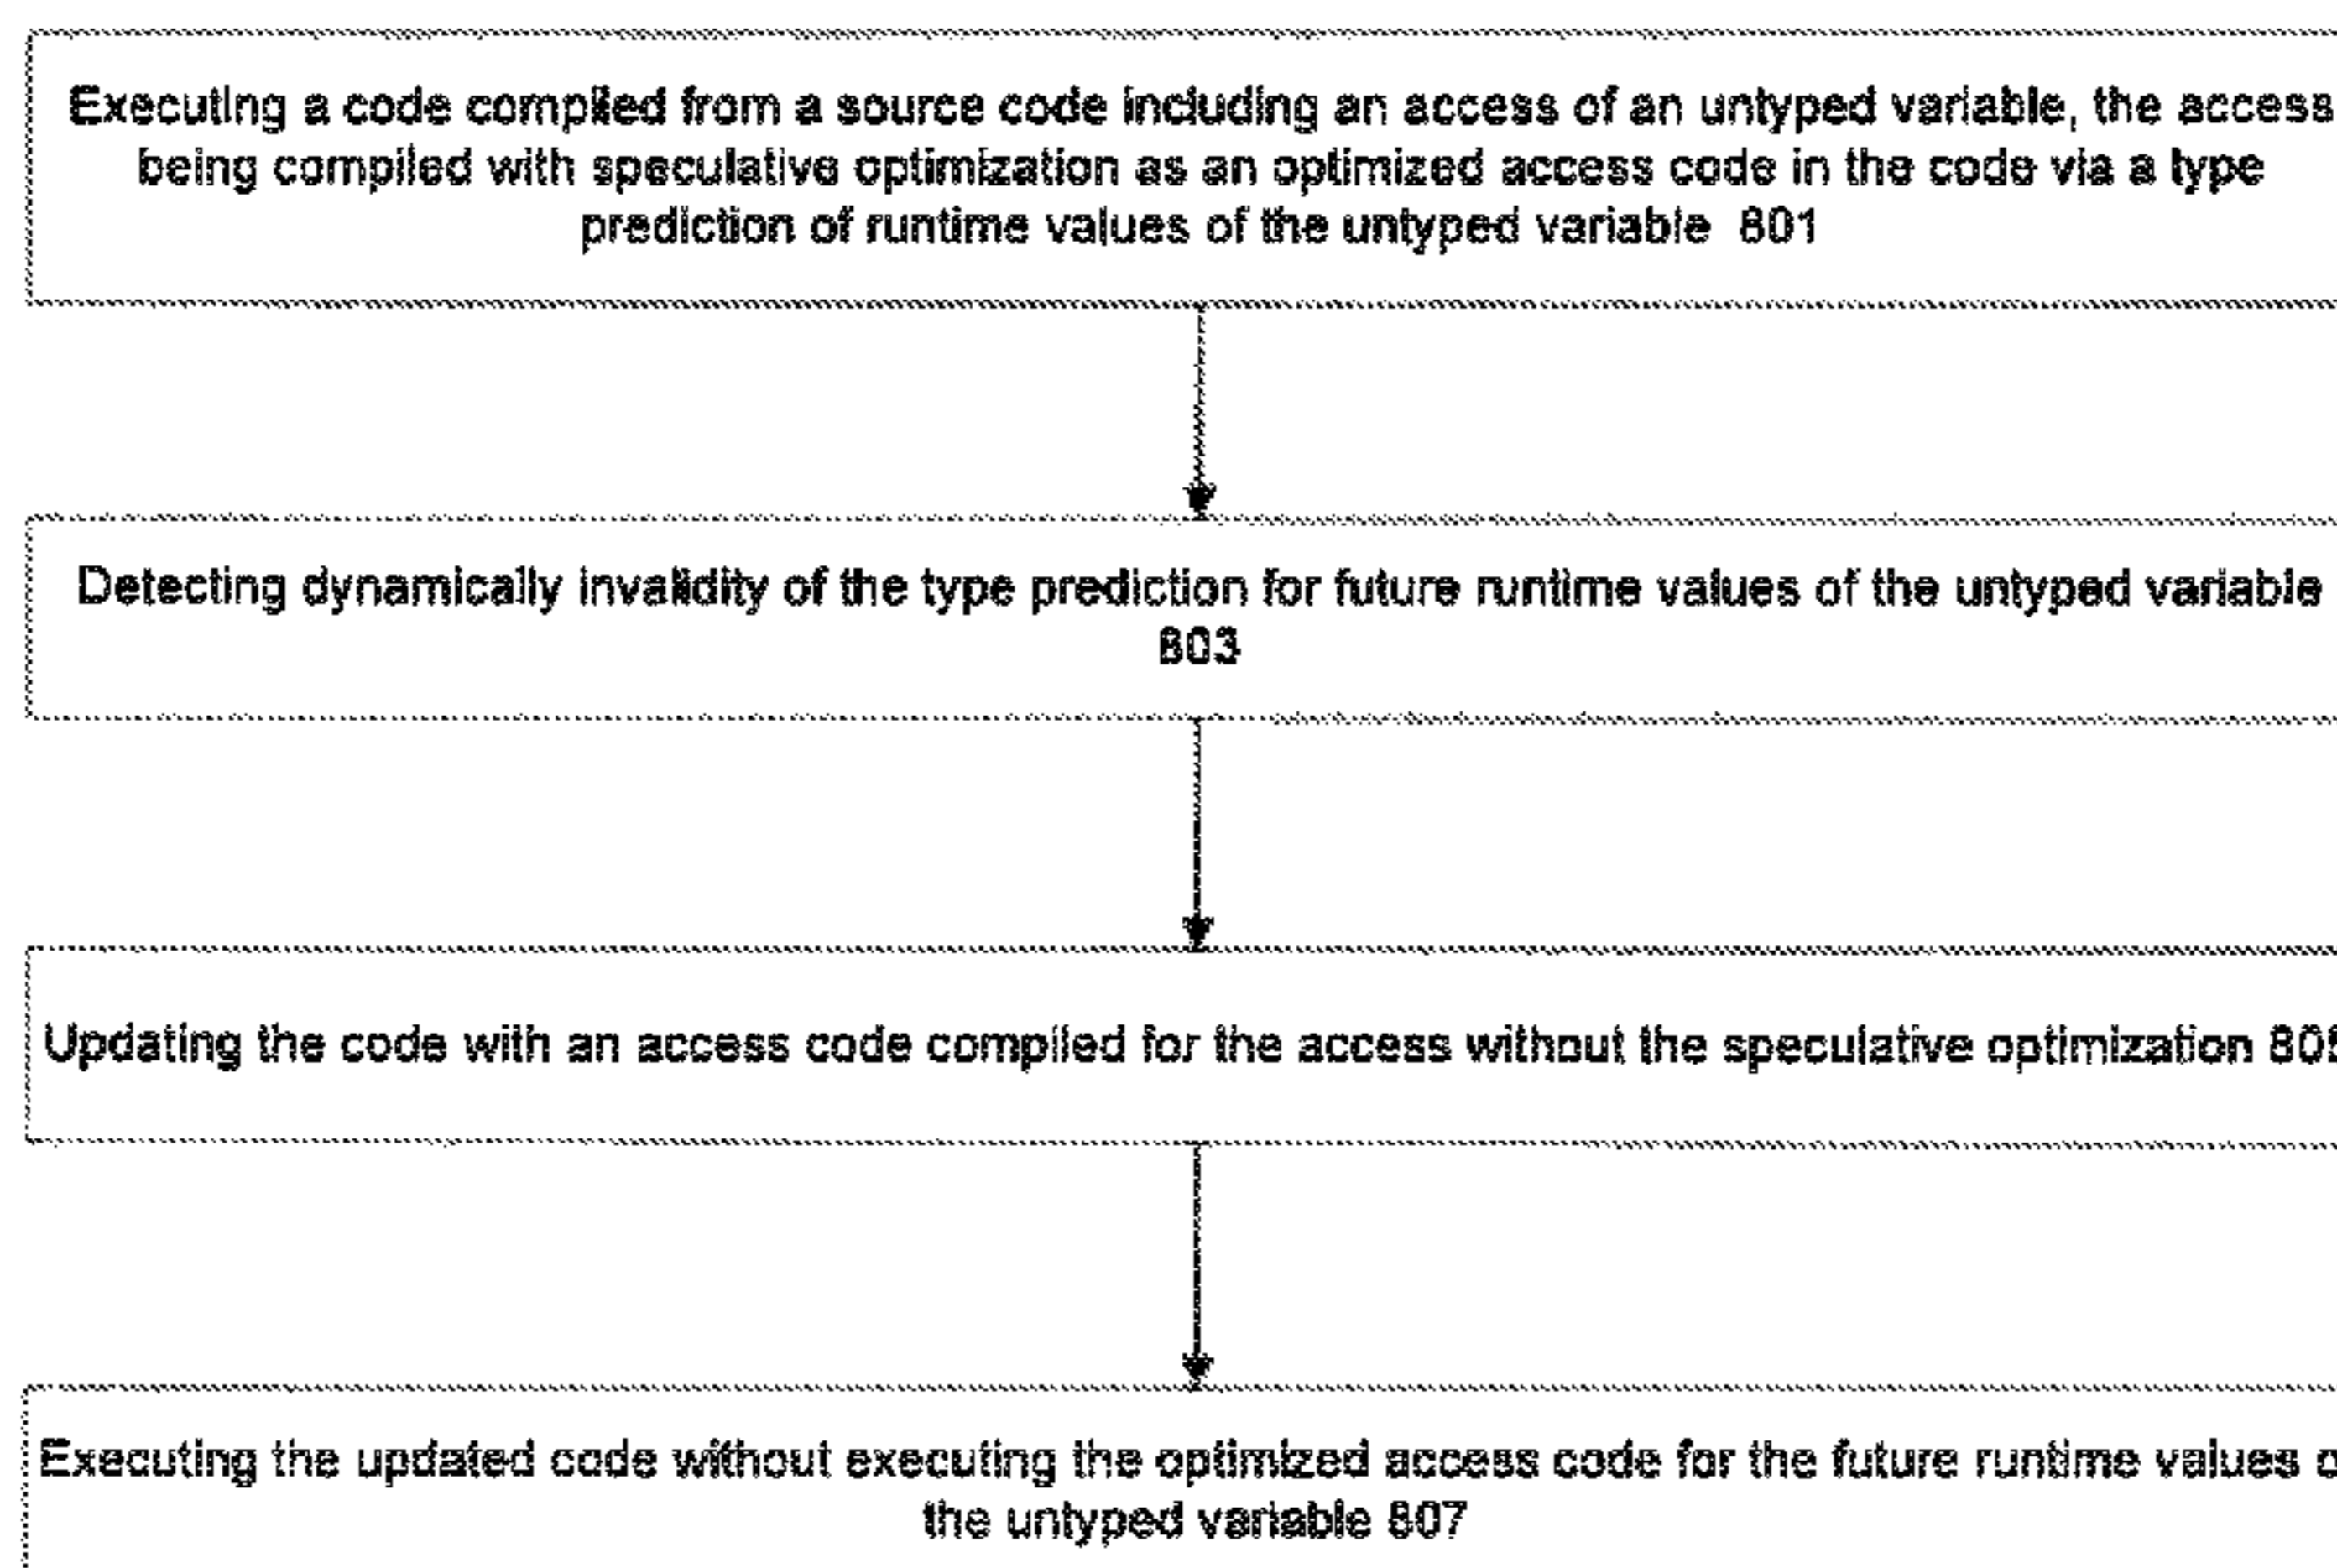 Executing a code compiled from a source code including an access of an untyped variable, the access
being compiled with speculative optimization as an optimized access code in the code via a type
prediction of runtime values of the untyped variable 801
Detecting dynamically invalidity of the type prediction for future runtime values of the untyped variable
803
Updating the code with an access code compiled for the access without the speculative optimization
Executing the updated code without executing the optimized access code for the future runtime values
the untyped variable 807